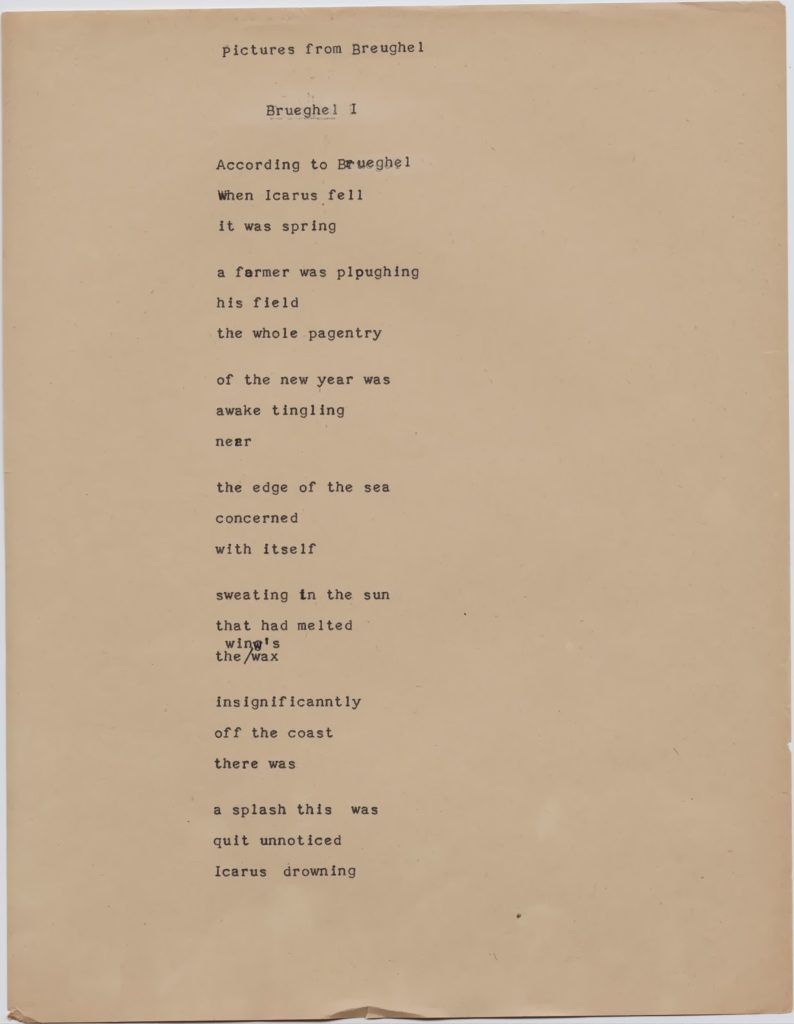 pictures from Breughel
Brueghel I
According to Brueghel
When Icarus fell
it was spring
a farmer was plpughing
his field
the whole pagentry
of the new year was
awake tingling
near
the edge of the sea
concerned
with itself
sweating in the sun
that had melted
wing's
the/wax
insignificanntly
off the coast
there was
a splash this was
quit unnoticed
Icarus drowning